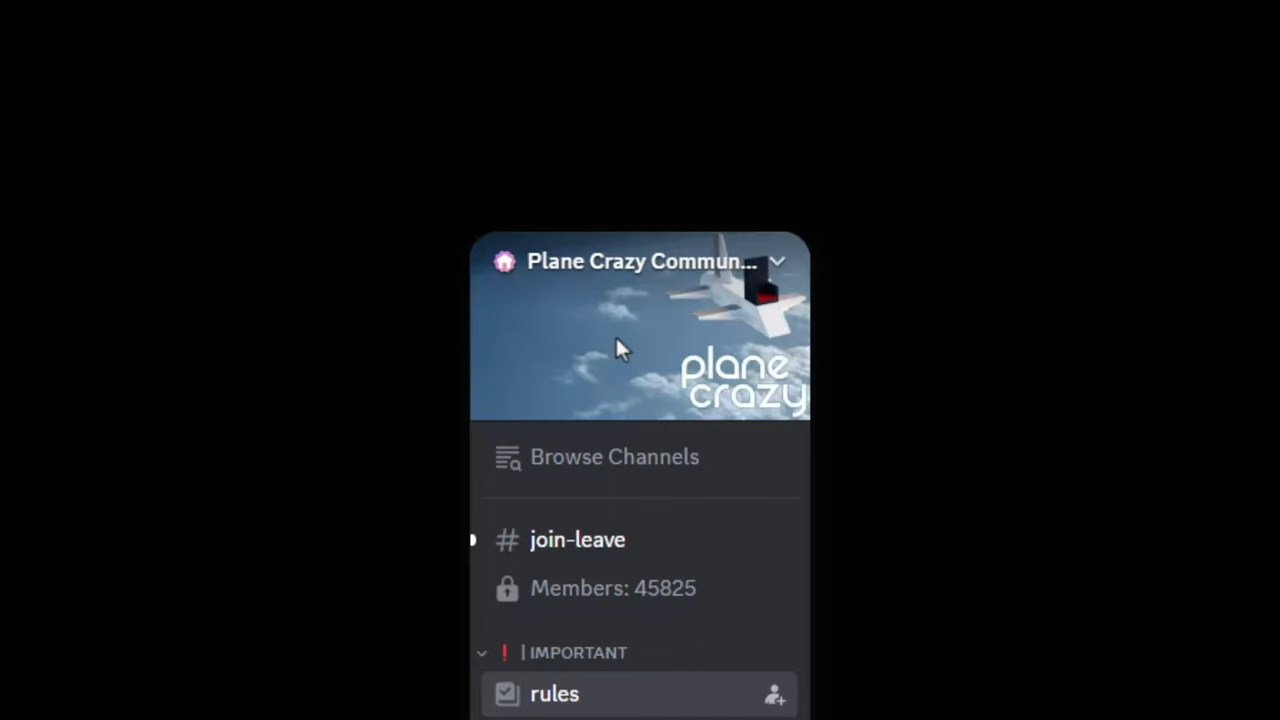 Plane Crazy Commun...
plane
crazy
Browse Channels
join-leave
Members: 45825
❗ | IMPORTANT
rules